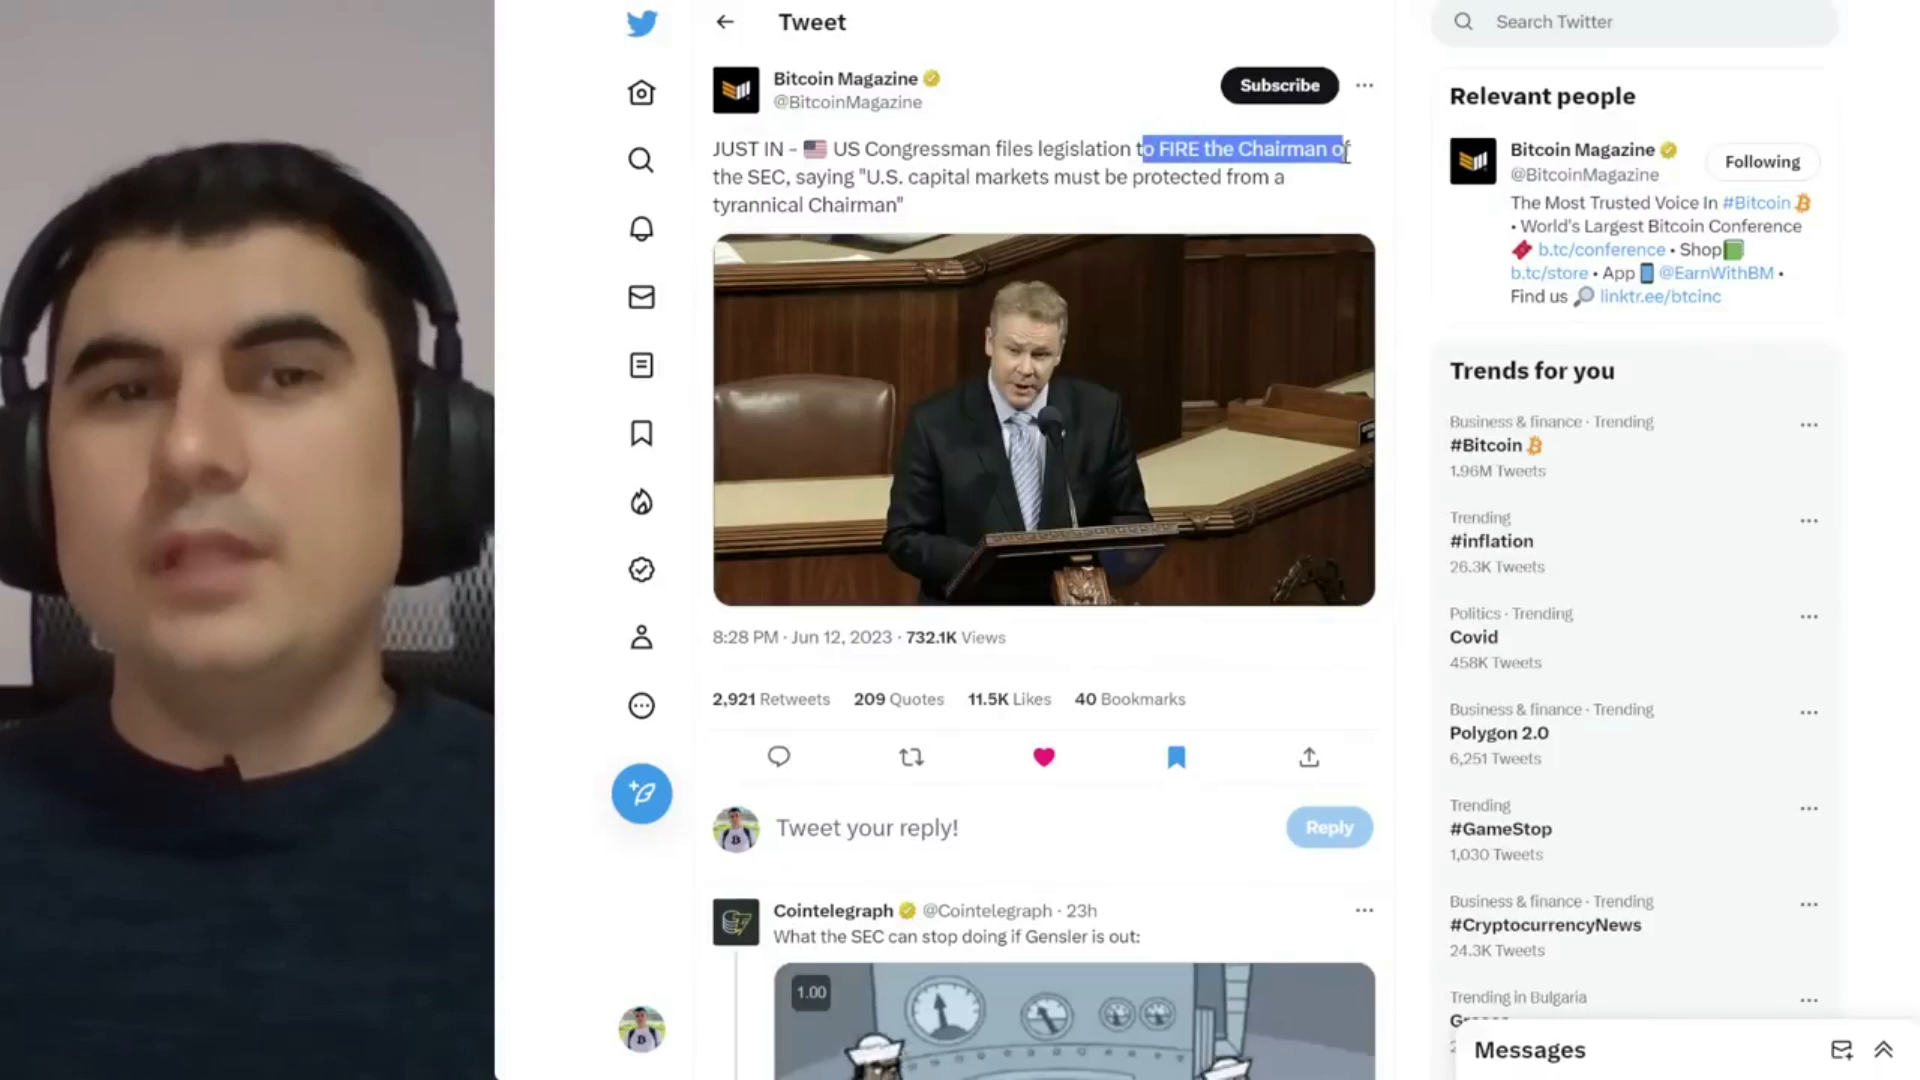 Tweet
Search Twitter
Bitcoin Magazine
@BitcoinMagazine
Subscribe
JUST IN - 🇺🇸 US Congressman files legislation to FIRE the Chairman of
the SEC, saying "U.S. capital markets must be protected from a
tyrannical Chairman"
8:28 PM · Jun 12, 2023 · 732.1K Views
2,921 Retweets 209 Quotes 11.5K Likes 40 Bookmarks
Tweet your reply!
Reply
Cointelegraph @Cointelegraph · 23h
What the SEC can stop doing if Gensler is out:
1.00
Relevant people
Bitcoin Magazine
@BitcoinMagazine
Following
The Most Trusted Voice In #Bitcoin
• World's Largest Bitcoin Conference
b.tc/conference • Shop
b.tc/store • App @EarnWithBM •
Find us linktr.ee/btcinc
Trends for you
Business & finance · Trending
#Bitcoin
1.96M Tweets
Trending
#inflation
26.3K Tweets
Politics · Trending
Covid
458K Tweets
Business & finance · Trending
Polygon 2.0
6,251 Tweets
Trending
#GameStop
1,030 Tweets
Business & finance · Trending
#CryptocurrencyNews
24.3K Tweets
Trending in Bulgaria
Messages